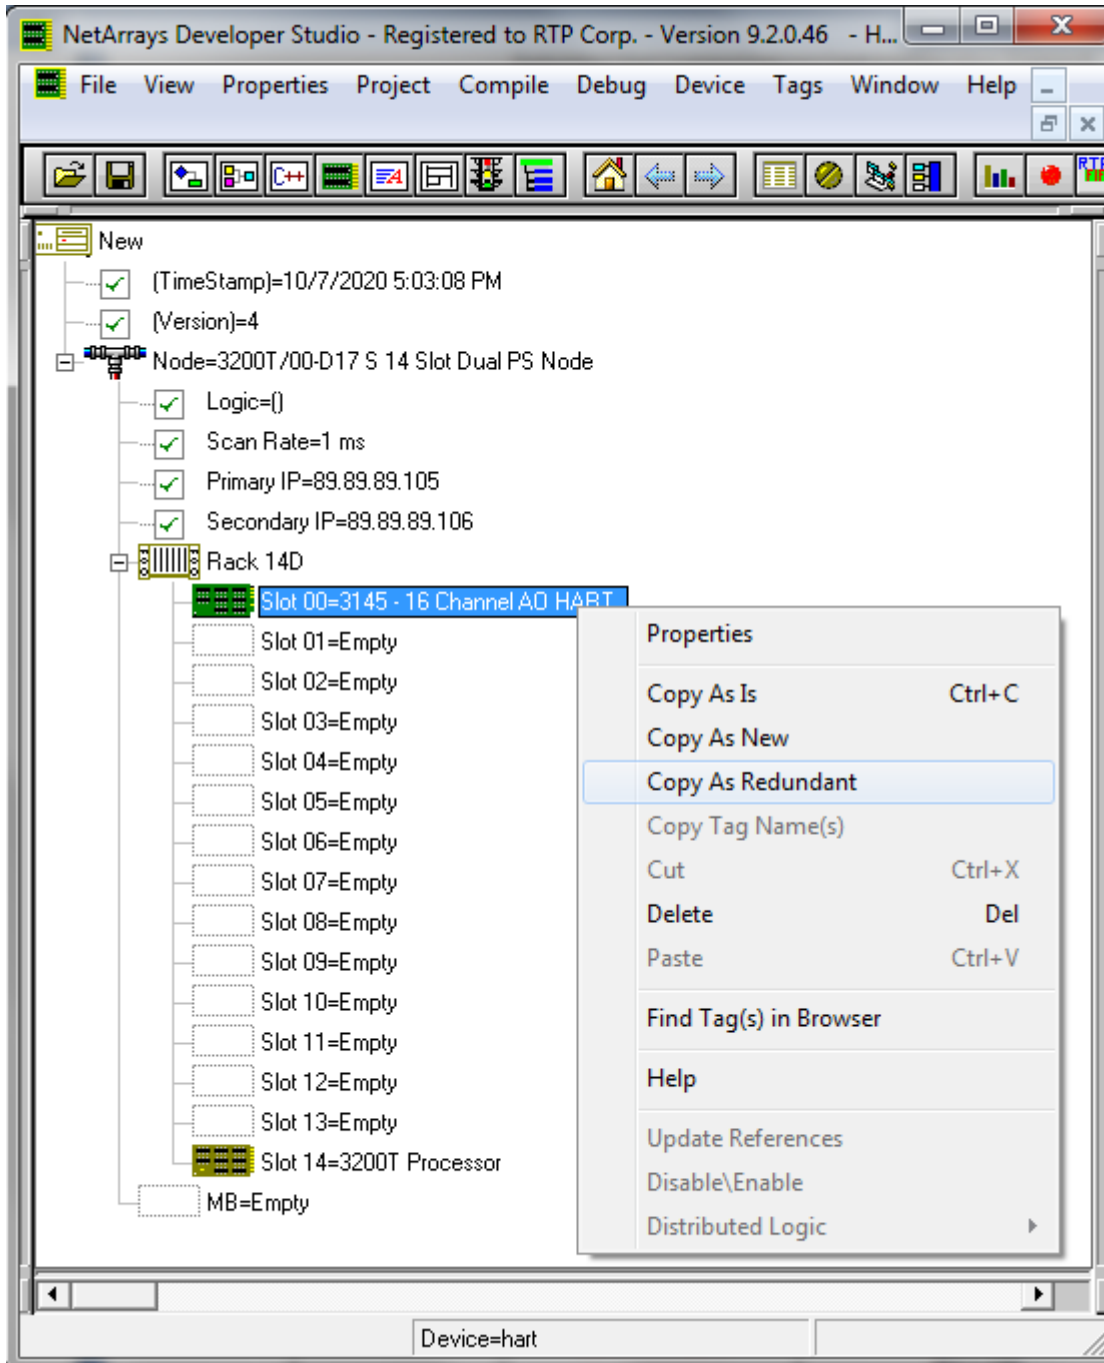 NetArrays Developer Studio - Registered to RTP Corp. - Version 9.2.0.46 - H...
File View Properties Project Compile Debug Device Tags Window Help
C++
New
(TimeStamp)=10/7/2020 5:03:08 PM
(Version)=4
Node=3200T/00-D17 S 14 Slot Dual PS Node
Logic=()
Scan Rate=1 ms
Primary IP=89.89.89.105
Secondary IP=89.89.89.106
Rack 14D
Slot 00=3145 - 16 Channel AO HART
Slot 01=Empty
Slot 02=Empty
Slot 03=Empty
Slot 04=Empty
Slot 05=Empty
Slot 06=Empty
Slot 07=Empty
Slot 08=Empty
Slot 09=Empty
Slot 10=Empty
Slot 11=Empty
Slot 12=Empty
Slot 13=Empty
Slot 14=3200T Processor
MB=Empty
Properties
Copy As Is Ctrl+C
Copy As New
Copy As Redundant
Copy Tag Name(s)
Cut Ctrl+X
Delete Del
Paste Ctrl+V
Find Tag(s) in Browser
Help
Update References
Disable\Enable
Distributed Logic
Device=hart